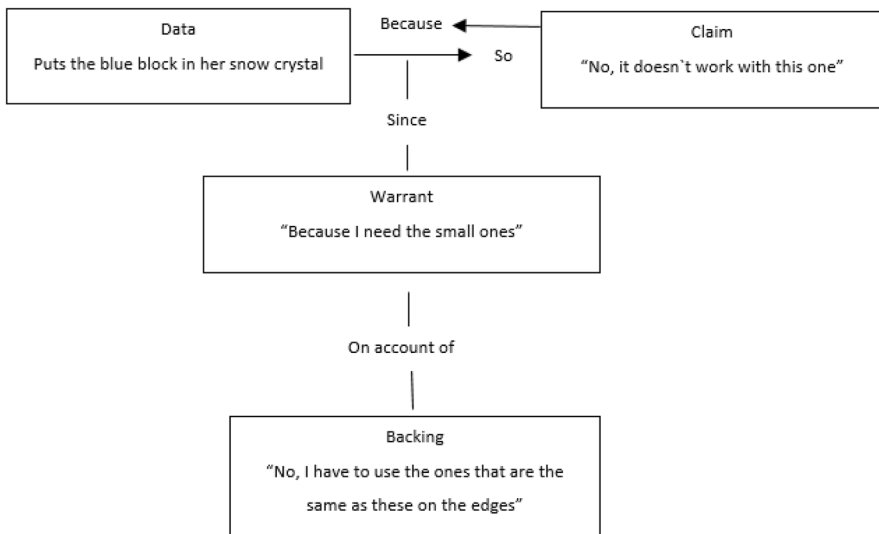 Data
Puts the blue block in her snow crystal
Because
So
Claim
“No, it doesn`t work with this one”
Since
Warrant
“Because I need the small ones”
On account of
Backing
“No, I have to use the ones that are the
same as these on the edges”